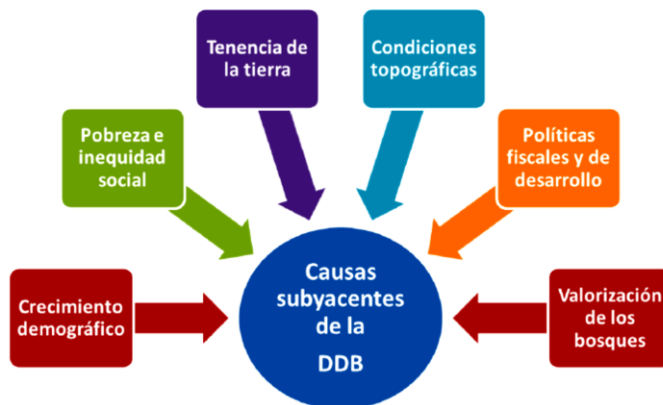 Tenencia de
la tierra
Condiciones
topográficas
Pobreza e
inequidad
social
Políticas
fiscales y de
desarrollo
Crecimiento
demográfico
Causas
subyacentes
de la
DDB
Valorización
de los
bosques